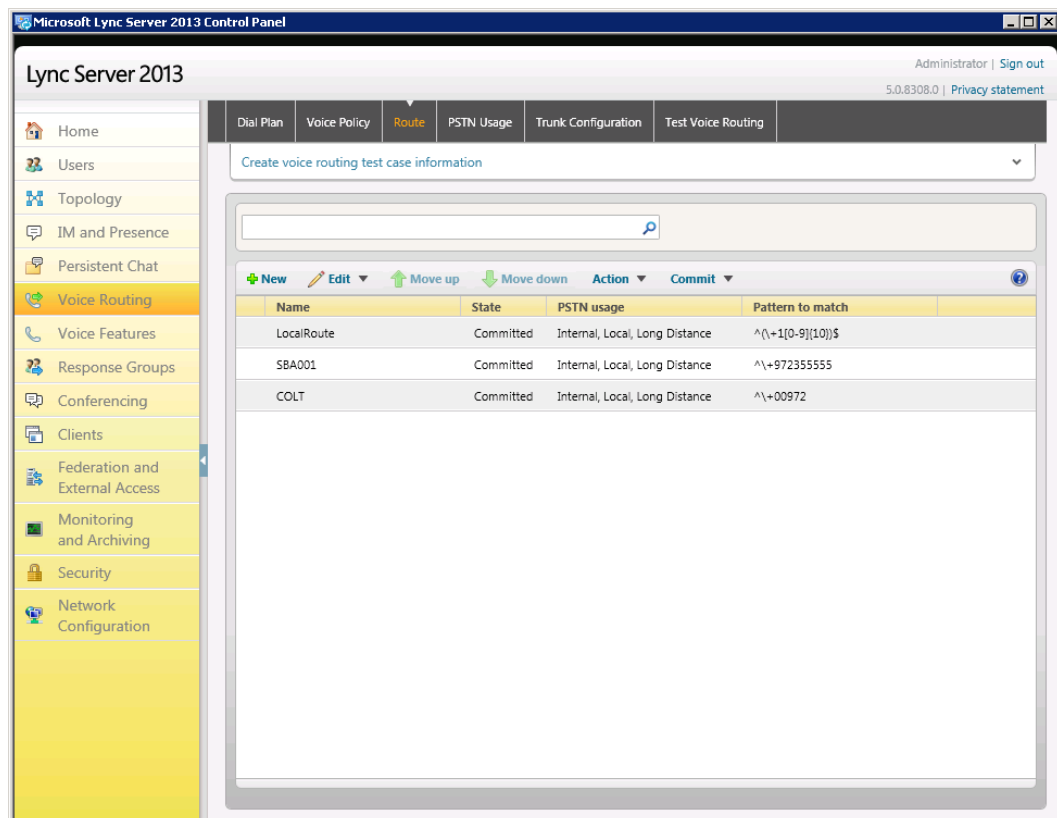 Microsoft Lync Server 2013 Control Panel
Lync Server 2013
Administrator | Sign out
5.0.8308.0 | Privacy statement
Home
Users
Topology
IM and Presence
Persistent Chat
Voice Routing
Voice Features
Response Groups
Conferencing
Clients
Federation and
External Access
Monitoring
and Archiving
Security
Network
Configuration
Dial Plan Voice Policy Route PSTN Usage Trunk Configuration Test Voice Routing
Create voice routing test case information
New Edit Move up Move down Action Commit ?
Name State PSTN usage Pattern to match
LocalRoute Committed Internal, Local, Long Distance ^(\+1[0-9]{10})$
SBA001 Committed Internal, Local, Long Distance ^\+972355555
COLT Committed Internal, Local, Long Distance ^\+00972